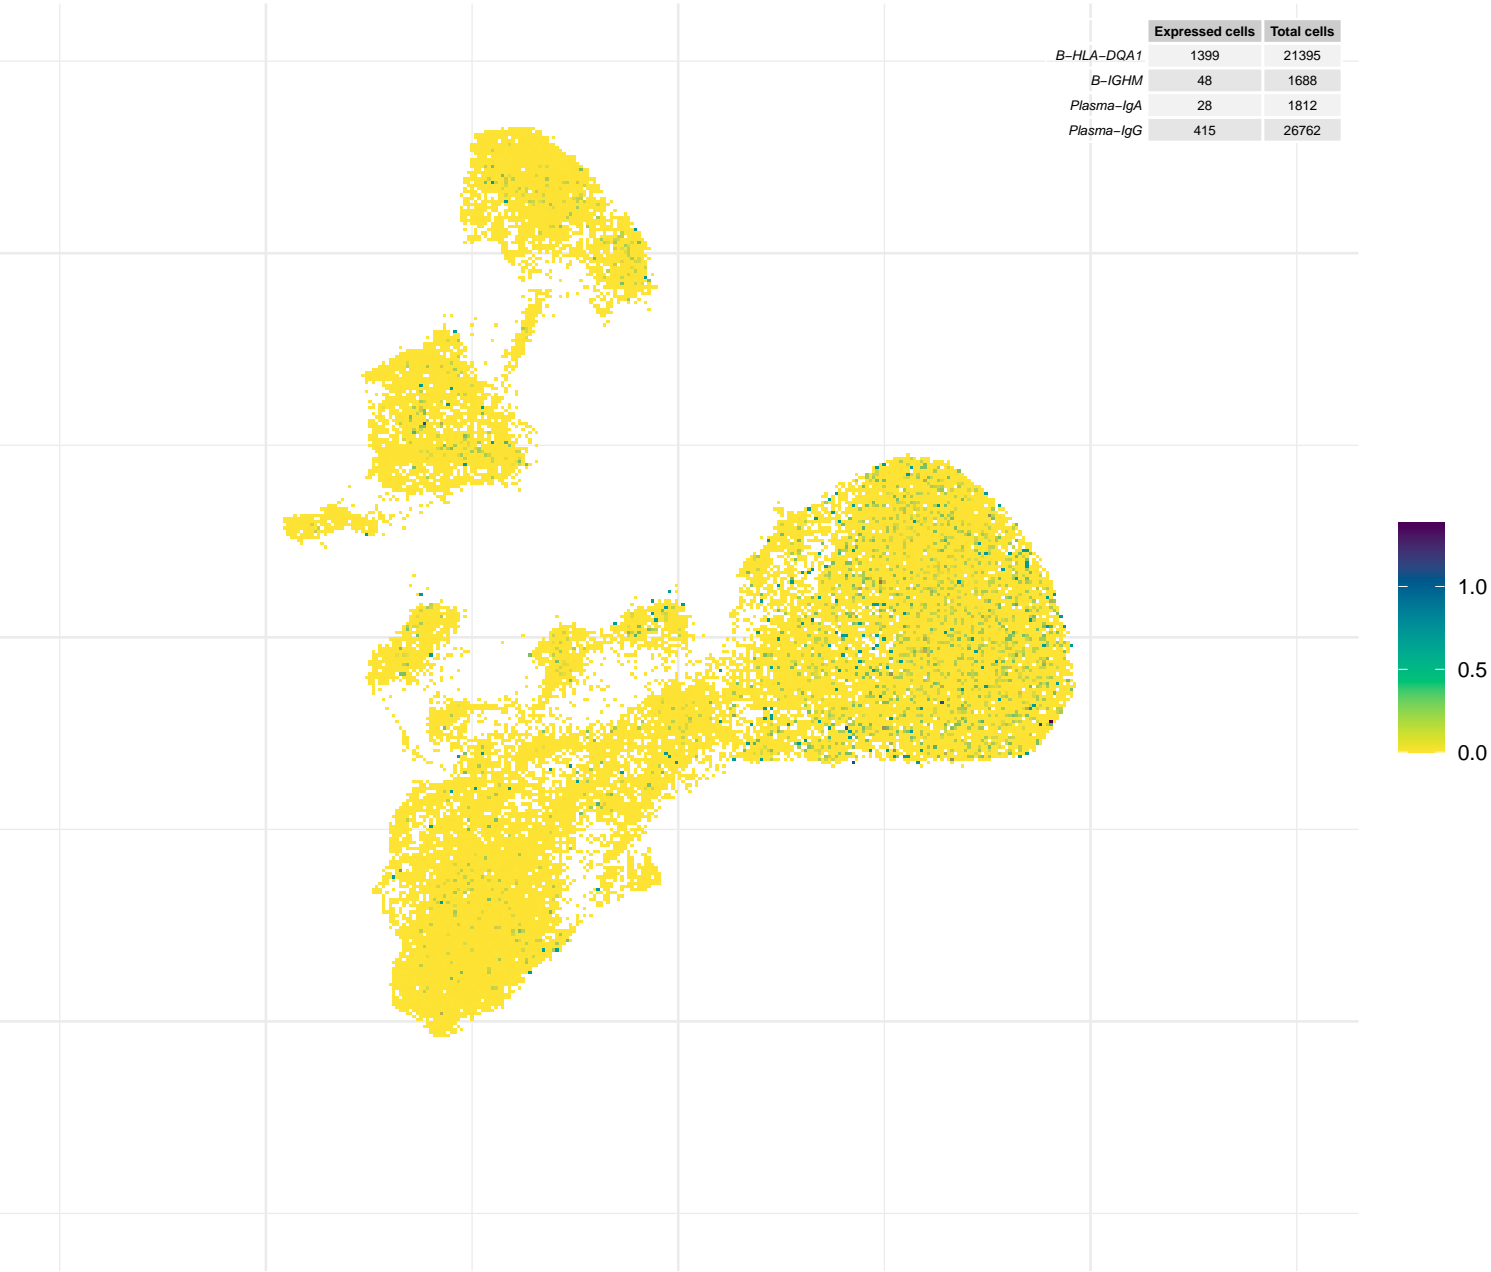 Expressed cells Total cells
B−HLA−DQA1 1399 21395
B−IGHM 48 1688
Plasma−IgA 28 1812
Plasma−IgG 415 26762
1.0
0.5
0.0